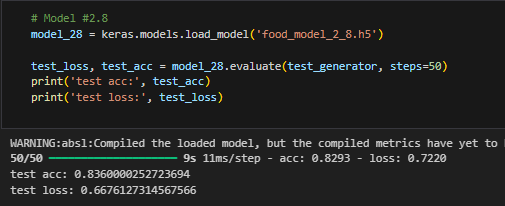 # Model #2.8
model_28 = keras.models.load_model('food_model_2_8.h5')
test_loss, test_acc = model_28.evaluate(test_generator, steps=50)
print('test acc:', test_acc)
print('test loss:', test_loss)
WARNING:absl:Compiled the loaded model, but the compiled metrics have yet to
50/50 ━━━━━━━━━━━━━━━━━━━━ 9s 11ms/step - acc: 0.8293 - loss: 0.7220
test acc: 0.8360000252723694
test loss: 0.6676127314567566